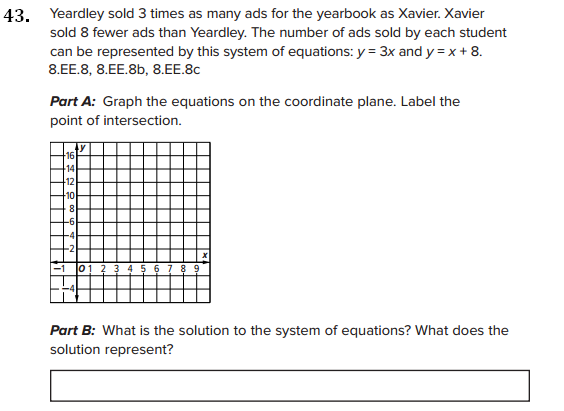 43. Yeardley sold 3 times as many ads for the yearbook as Xavier. Xavier
sold 8 fewer ads than Yeardley. The number of ads sold by each student
can be represented by this system of equations: y = 3x and y = x + 8.
8.EE.8, 8.EE.8b, 8.EE.8c
Part A: Graph the equations on the coordinate plane. Label the
point of intersection.
y
16
14
12
10
8
6
4
2
x
−1 O 1 2 3 4 5 6 7 8 9
−4
Part B: What is the solution to the system of equations? What does the
solution represent?